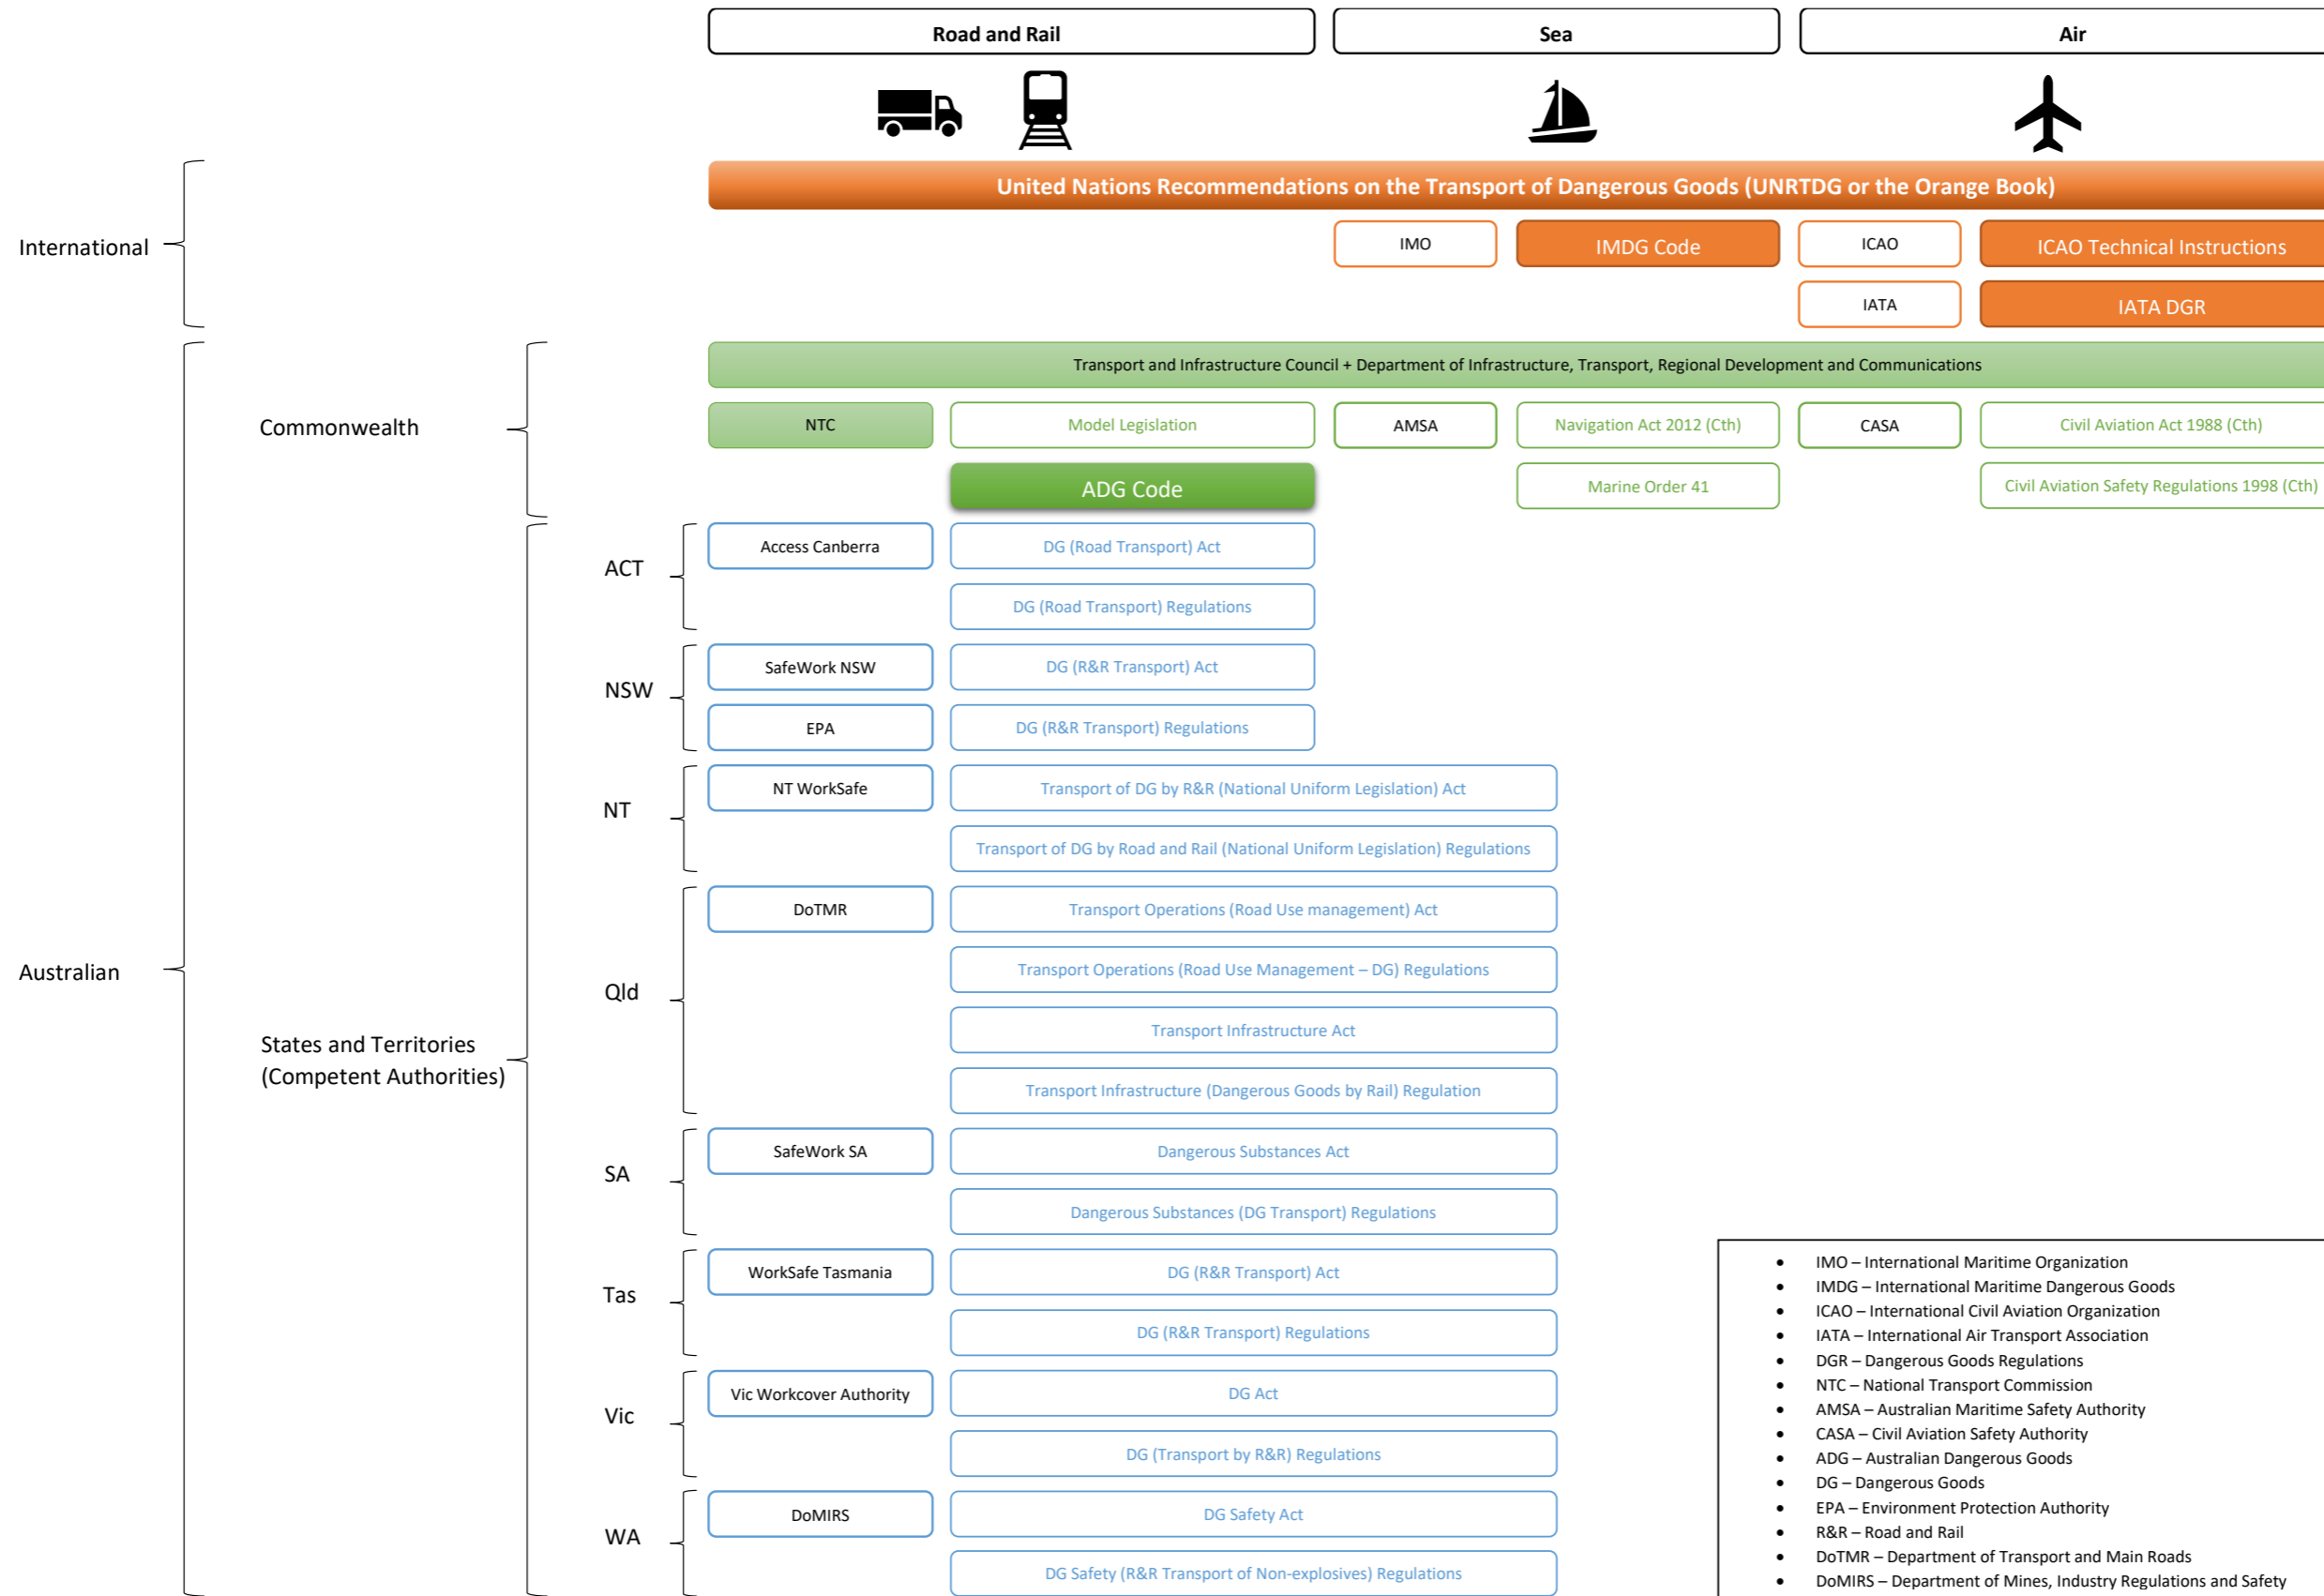 Road and Rail
Sea
Air
United Nations Recommendations on the Transport of Dangerous Goods (UNRTDG or the Orange Book)
International
IMO
IMDG Code
ICAO
ICAO Technical Instructions
IATA
IATA DGR
Transport and Infrastructure Council + Department of Infrastructure, Transport, Regional Development and Communications
Commonwealth
NTC
Model Legislation
AMSA
Navigation Act 2012 (Cth)
CASA
Civil Aviation Act 1988 (Cth)
ADG Code
Marine Order 41
Civil Aviation Safety Regulations 1998 (Cth)
Australian
States and Territories
(Competent Authorities)
ACT
Access Canberra
DG (Road Transport) Act
DG (Road Transport) Regulations
NSW
SafeWork NSW
DG (R&R Transport) Act
EPA
DG (R&R Transport) Regulations
NT
NT WorkSafe
Transport of DG by R&R (National Uniform Legislation) Act
Transport of DG by Road and Rail (National Uniform Legislation) Regulations
Qld
DoTMR
Transport Operations (Road Use management) Act
Transport Operations (Road Use Management – DG) Regulations
Transport Infrastructure Act
Transport Infrastructure (Dangerous Goods by Rail) Regulation
SA
SafeWork SA
Dangerous Substances Act
Dangerous Substances (DG Transport) Regulations
Tas
WorkSafe Tasmania
DG (R&R Transport) Act
DG (R&R Transport) Regulations
Vic
Vic Workcover Authority
DG Act
DG (Transport by R&R) Regulations
WA
DoMIRS
DG Safety Act
DG Safety (R&R Transport of Non-explosives) Regulations
• IMO – International Maritime Organization
• IMDG – International Maritime Dangerous Goods
• ICAO – International Civil Aviation Organization
• IATA – International Air Transport Association
• DGR – Dangerous Goods Regulations
• NTC – National Transport Commission
• AMSA – Australian Maritime Safety Authority
• CASA – Civil Aviation Safety Authority
• ADG – Australian Dangerous Goods
• DG – Dangerous Goods
• EPA – Environment Protection Authority
• R&R – Road and Rail
• DoTMR – Department of Transport and Main Roads
• DoMIRS – Department of Mines, Industry Regulations and Safety